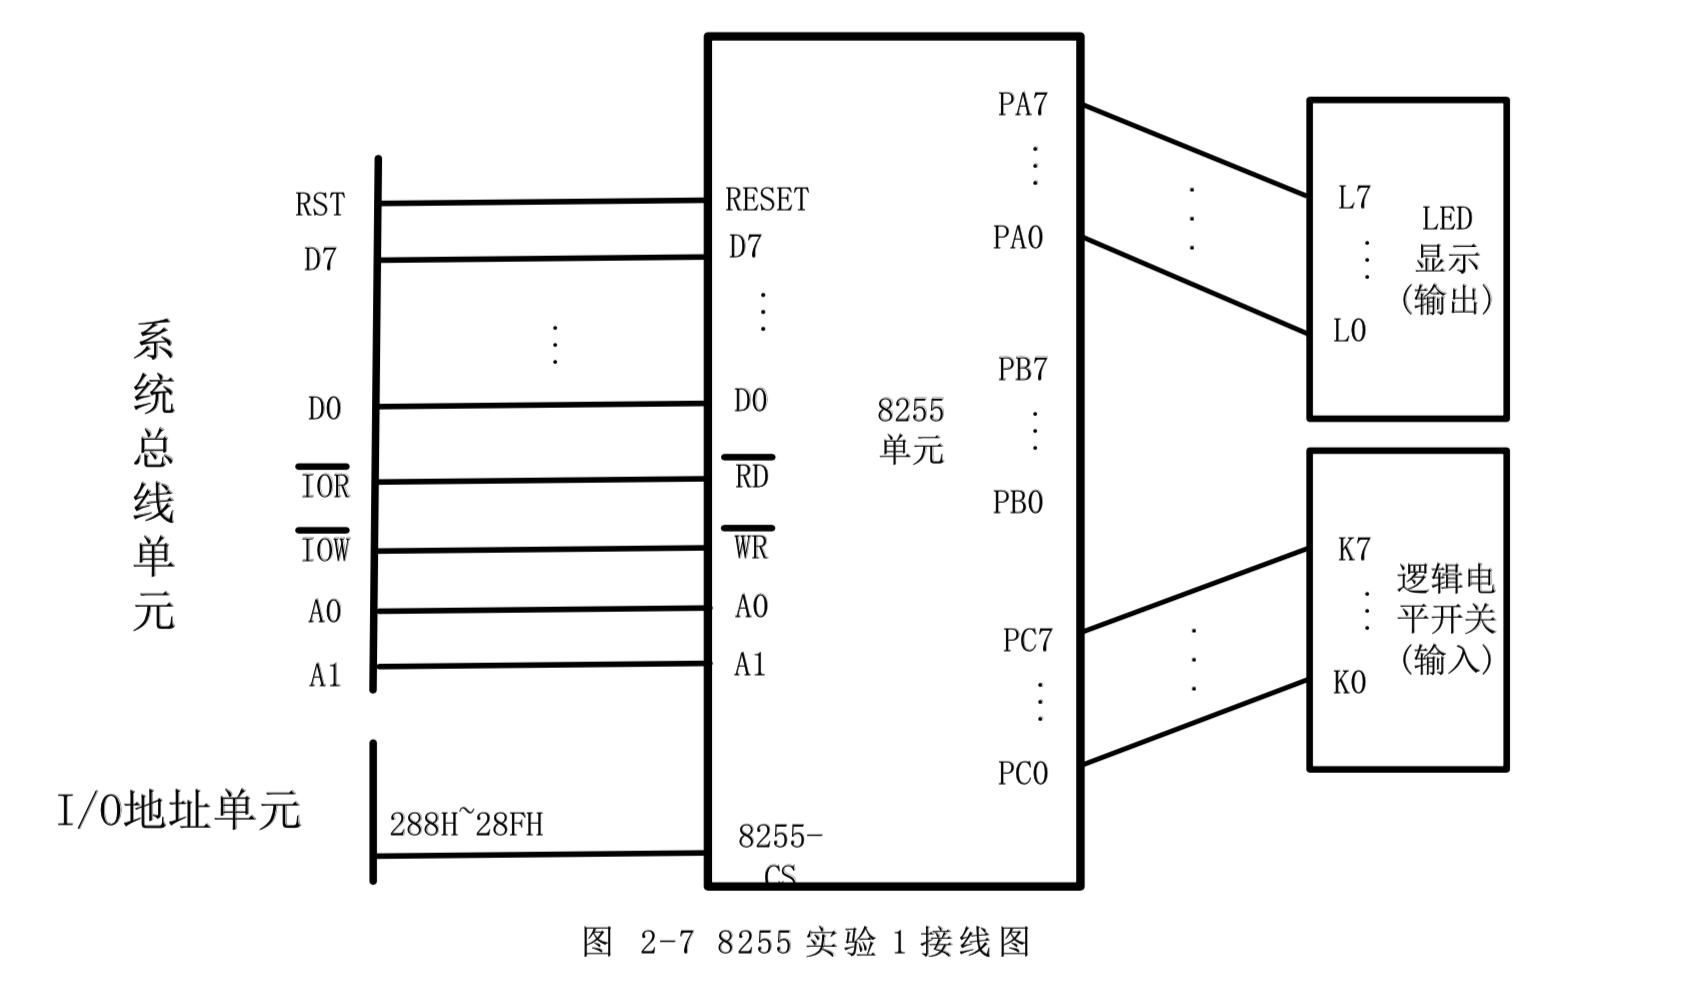 系统总线单元
RST
D7
⋮
D0
IOR
IOW
A0
A1
I/O地址单元
288H~28FH
RESET
D7
⋮
D0
RD
WR
A0
A1
8255-
CS
8255
单元
PA7
⋮
PA0
PB7
⋮
PB0
PC7
⋮
PC0
L7
⋮
L0
LED
显示
(输出)
K7
⋮
K0
逻辑电
平开关
(输入)
图 2-7 8255 实验 1 接线图